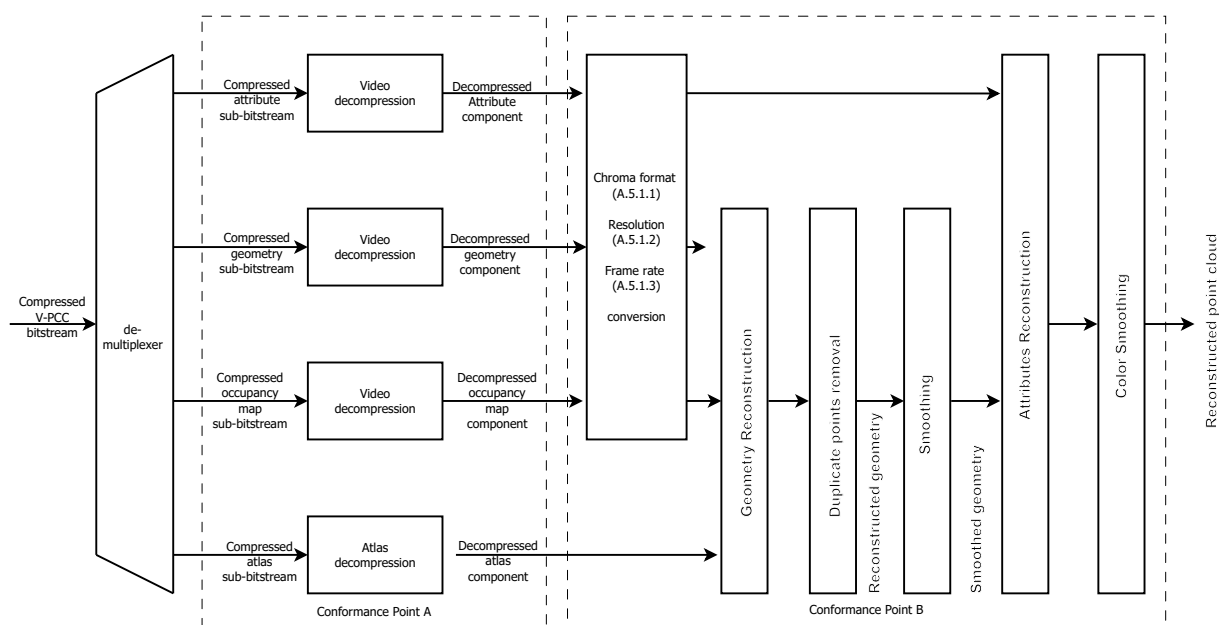 Compressed
V-PCC
bitstream
de-
multiplexer
Compressed
attribute
sub-bitstream
Video
decompression
Decompressed
Attribute
component
Compressed
geometry
sub-bitstream
Video
decompression
Decompressed
geometry
component
Compressed
occupancy
map
sub-bitstream
Video
decompression
Decompressed
occupancy
map
component
Compressed
atlas
sub-bitstream
Atlas
decompression
Decompressed
atlas
component
Conformance Point A
Chroma format
(A.5.1.1)
Resolution
(A.5.1.2)
Frame rate
(A.5.1.3)
conversion
Geometry Reconstruction
Duplicate points removal
Reconstructed geometry
Smoothing
Smoothed geometry
Attributes Reconstruction
Color Smoothing
Conformance Point B
Reconstructed point cloud